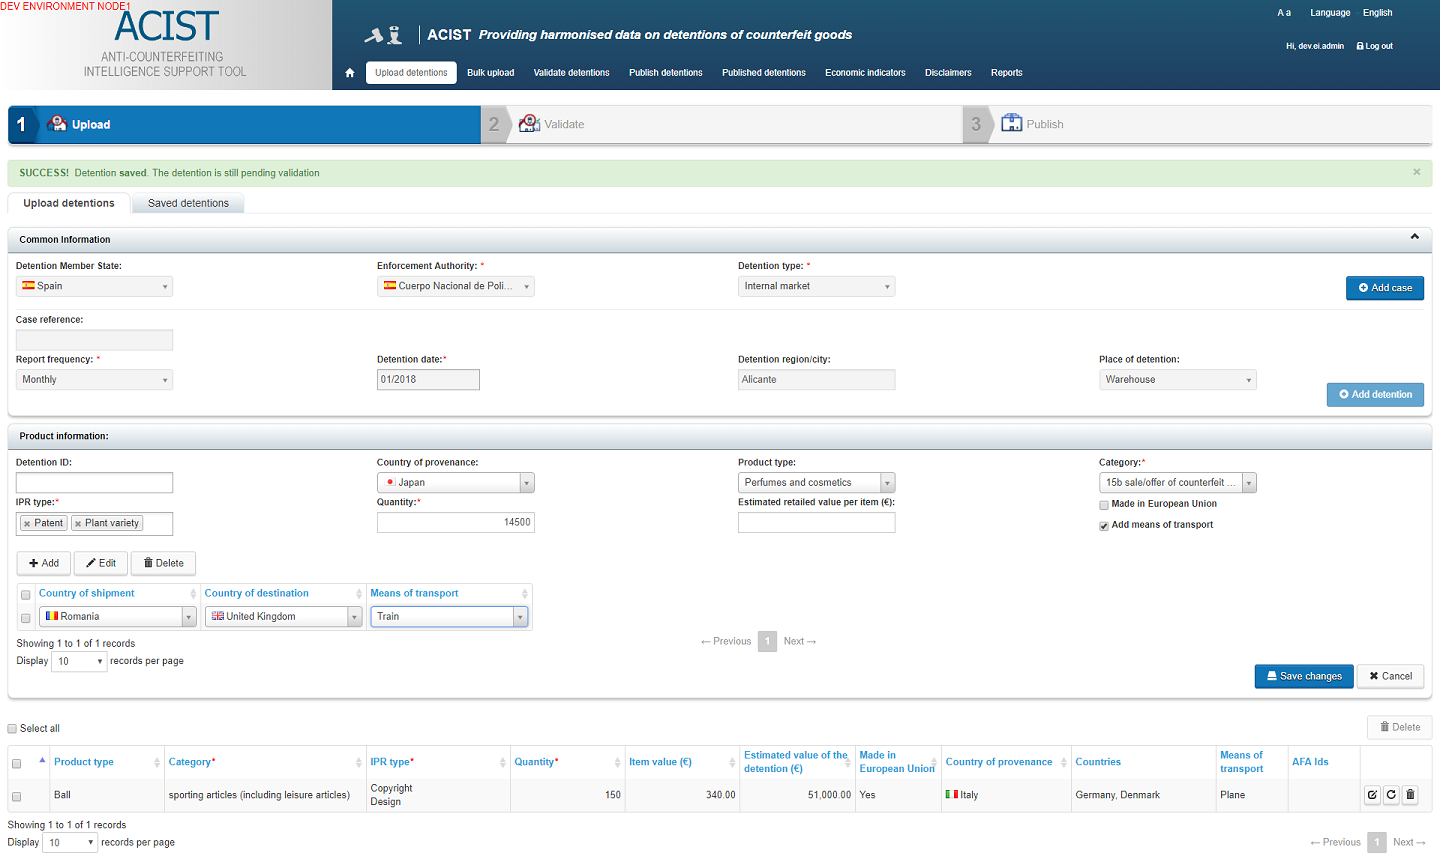 DEV ENVIRONMENT NODE1
ACIST
ANTI-COUNTERFEITING
INTELLIGENCE SUPPORT TOOL
ACIST Providing harmonised data on detentions of counterfeit goods
A a Language English
Hi, dev.ei.admin Log out
Upload detentions Bulk upload Validate detentions Publish detentions Published detentions Economic indicators Disclaimers Reports
1 Upload 2 Validate 3 Publish
SUCCESS! Detention saved. The detention is still pending validation ×
Upload detentions Saved detentions
Common Information
Detention Member State: Enforcement Authority: * Detention type: *
Spain Cuerpo Nacional de Poli... Internal market Add case
Case reference:
Report frequency: * Detention date:* Detention region/city: Place of detention:
Monthly 01/2018 Alicante Warehouse
Add detention
Product information:
Detention ID: Country of provenance: Product type: Category:*
Japan Perfumes and cosmetics 15b sale/offer of counterfeit ...
IPR type:* Quantity:* Estimated retailed value per item (€): Made in European Union
× Patent × Plant variety 14500 Add means of transport
Add Edit Delete
Country of shipment Country of destination Means of transport
Romania United Kingdom Train
Showing 1 to 1 of 1 records ← Previous 1 Next →
Display 10 records per page
Save changes Cancel
Select all Delete
Product type Category* IPR type* Quantity* Item value (€) Estimated value of the detention (€) Made in European Union Country of provenance Countries Means of transport AFA Ids
Ball sporting articles (including leisure articles) Copyright Design 150 340.00 51,000.00 Yes Italy Germany, Denmark Plane
Showing 1 to 1 of 1 records
Display 10 records per page ← Previous 1 Next →